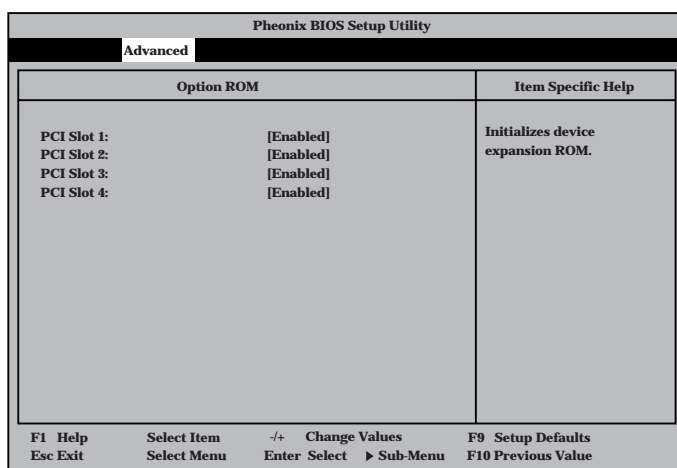 Pheonix BIOS Setup Utility
Advanced
Option ROM
Item Specific Help
PCI Slot 1: [Enabled]
PCI Slot 2: [Enabled]
PCI Slot 3: [Enabled]
PCI Slot 4: [Enabled]
Initializes device
expansion ROM.
F1 Help Select Item -/+ Change Values F9 Setup Defaults
Esc Exit Select Menu Enter Select ▶ Sub-Menu F10 Previous Value